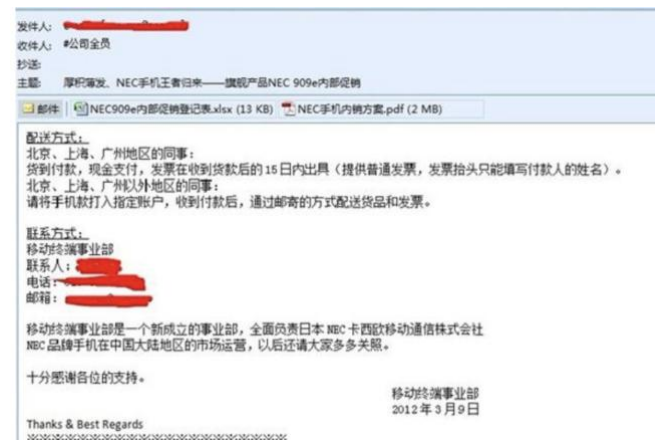 发件人:
收件人: #公司全员
抄送:
主题: 厚积薄发、NEC手机王者归来——旗舰产品NEC 909e内部促销
邮件 NEC909e内部促销登记表.xlsx (13 KB) NEC手机内销方案.pdf (2 MB)
配送方式:
北京、上海、广州地区的同事:
货到付款，现金支付，发票在收到货款后的15日内出具（提供普通发票，发票抬头只能填写付款人的姓名）。
北京、上海、广州以外地区的同事:
请将手机款打入指定账户，收到付款后，通过邮寄的方式配送货品和发票。
联系方式:
移动终端事业部
联系人:
电话:
邮箱:
移动终端事业部是一个新成立的事业部，全面负责日本 NEC 卡西欧移动通信株式会社
NEC 品牌手机在中国大陆地区的市场运营，以后还请大家多多关照。
十分感谢各位的支持。
移动终端事业部
2012 年 3 月 9 日
Thanks & Best Regards
※※※※※※※※※※※※※※※※※※※※※※※※